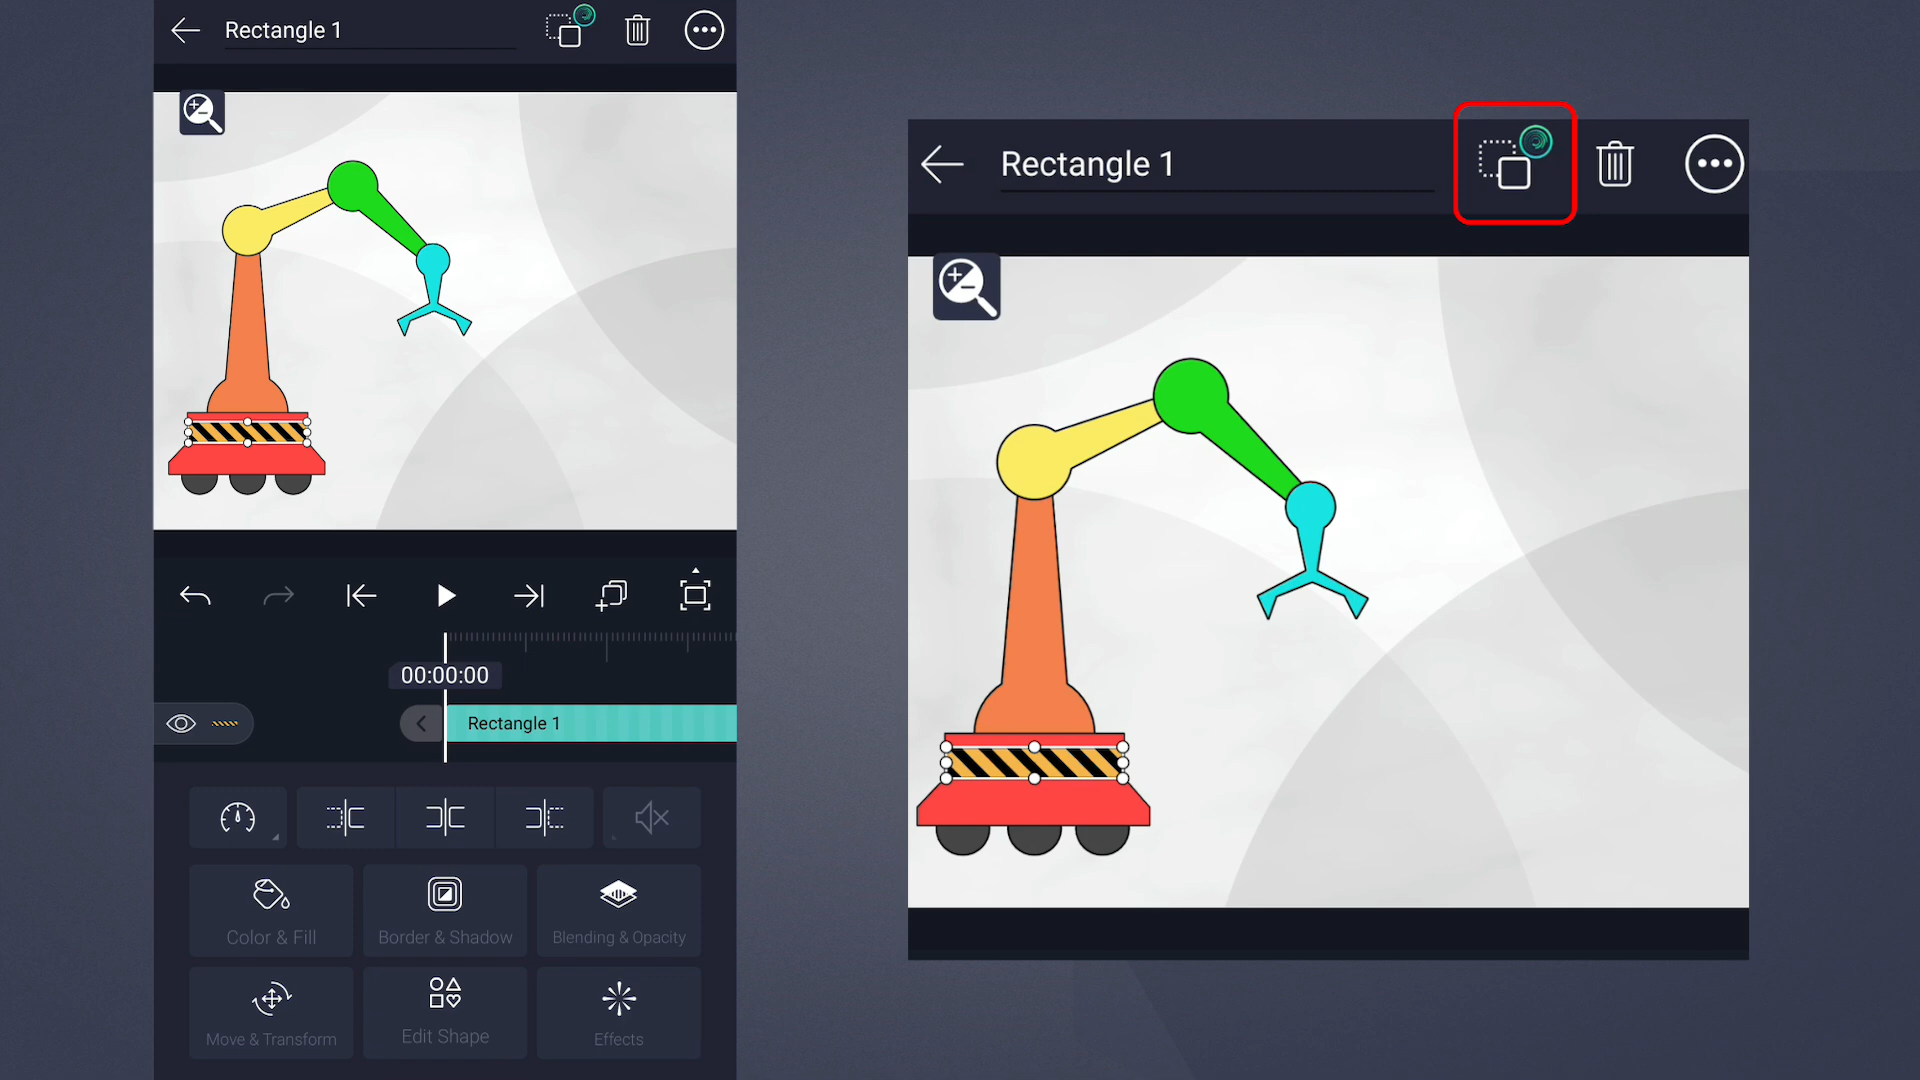 Rectangle 1
00:00:00
Rectangle 1
Color & Fill
Border & Shadow
Blending & Opacity
Move & Transform
Edit Shape
Effects
Rectangle 1